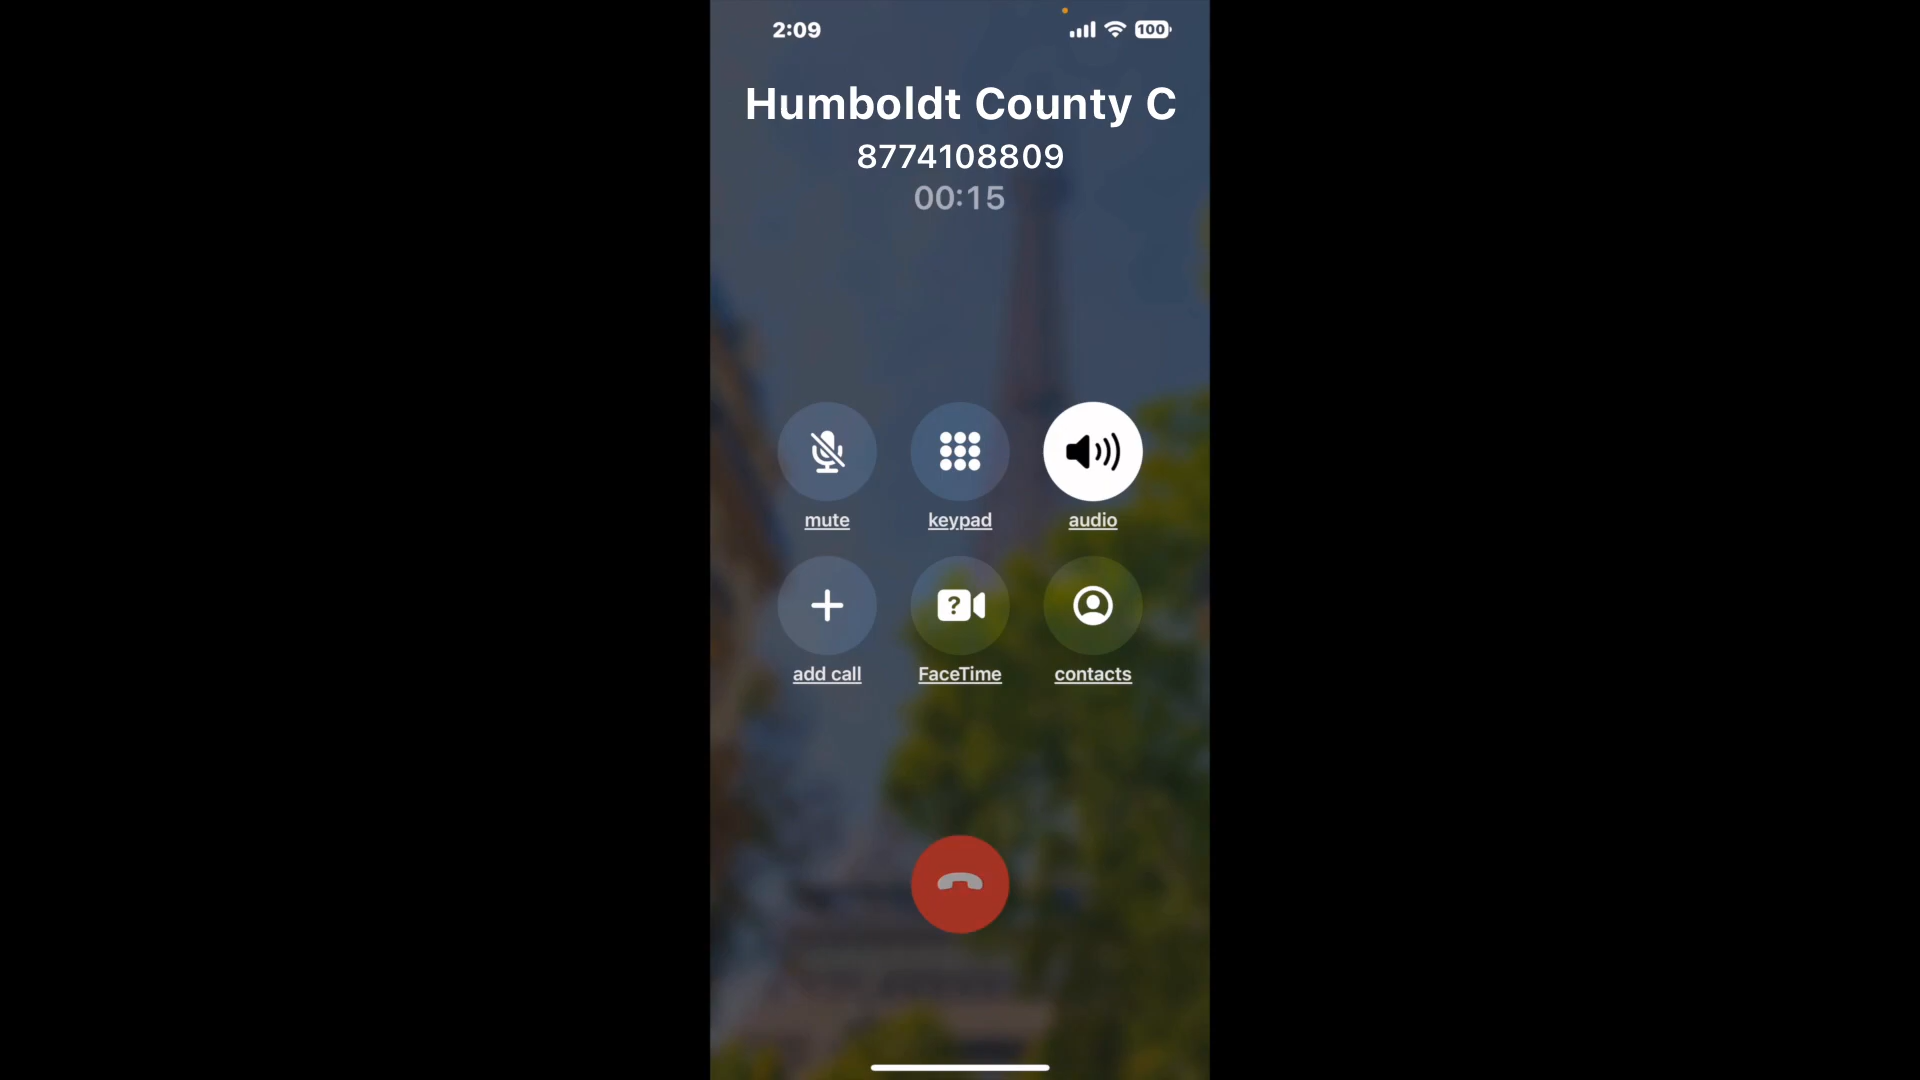 2:09
100
Humboldt County C
8774108809
00:15
mute
keypad
audio
?
add call
FaceTime
contacts